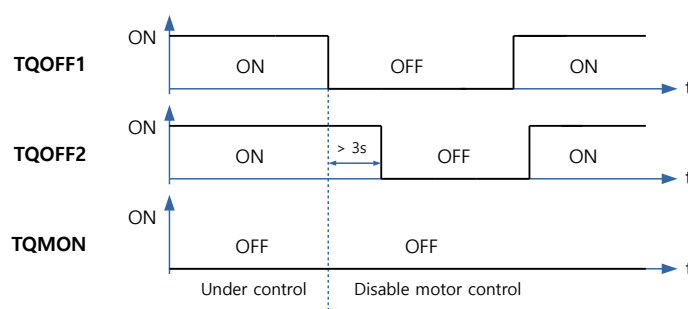 ON
TQOFF1
ON
OFF
ON
t
ON
TQOFF2
ON
> 3s
OFF
ON
t
ON
TQMON
OFF
OFF
t
Under control
Disable motor control